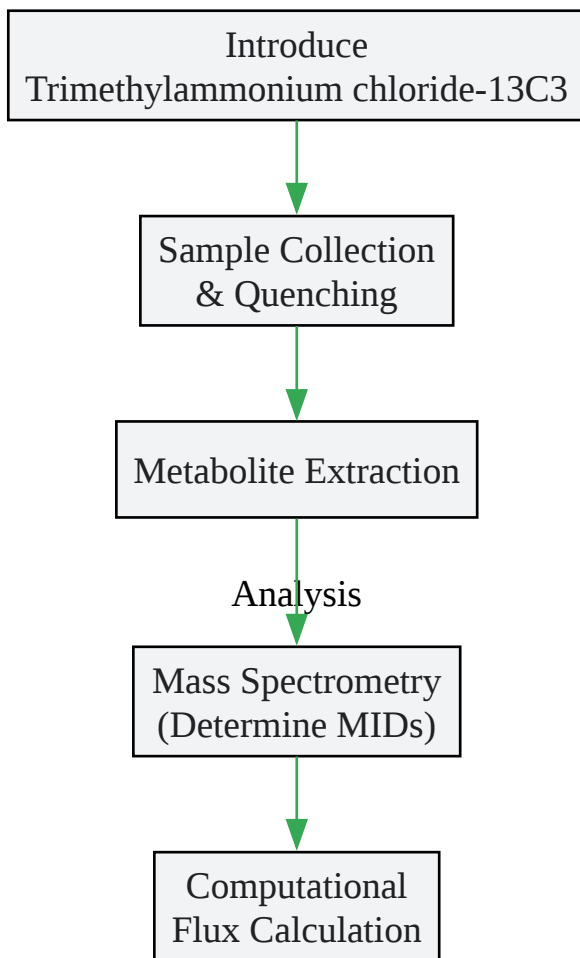 Introduce
Trimethylammonium chloride-13C3
Sample Collection
& Quenching
Metabolite Extraction
Analysis
Mass Spectrometry
(Determine MIDs)
Computational
Flux Calculation